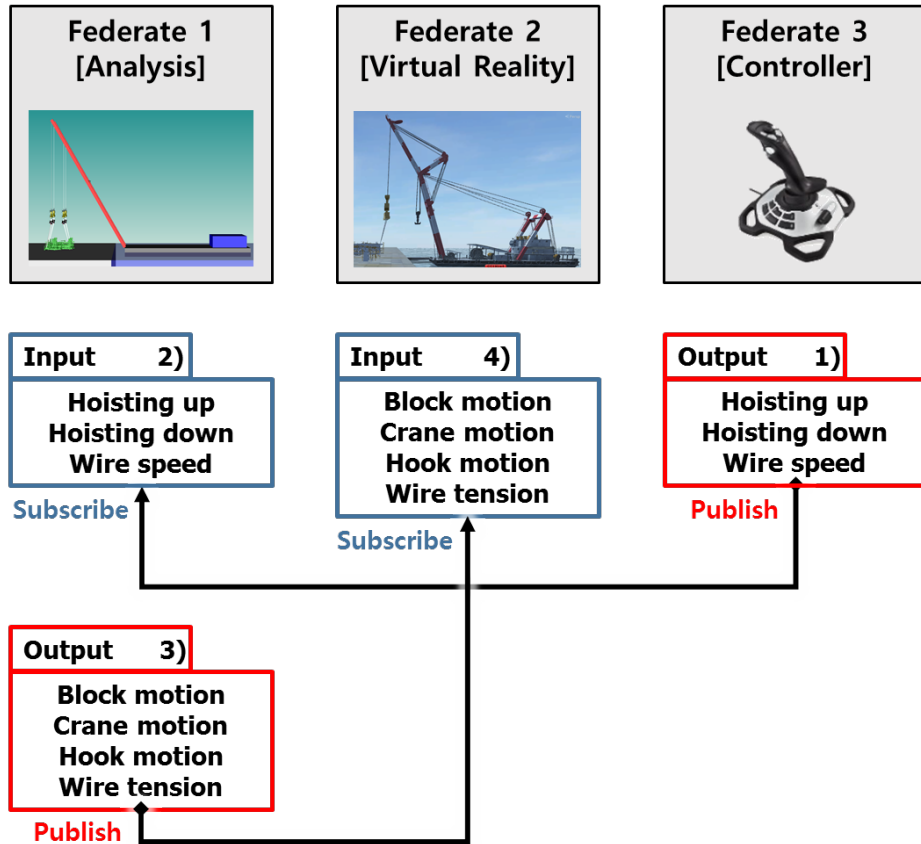 Federate 1
[Analysis]
Federate 2
[Virtual Reality]
Federate 3
[Controller]
Input 2)
Hoisting up
Hoisting down
Wire speed
Subscribe
Input 4)
Block motion
Crane motion
Hook motion
Wire tension
Subscribe
Output 1)
Hoisting up
Hoisting down
Wire speed
Publish
Output 3)
Block motion
Crane motion
Hook motion
Wire tension
Publish